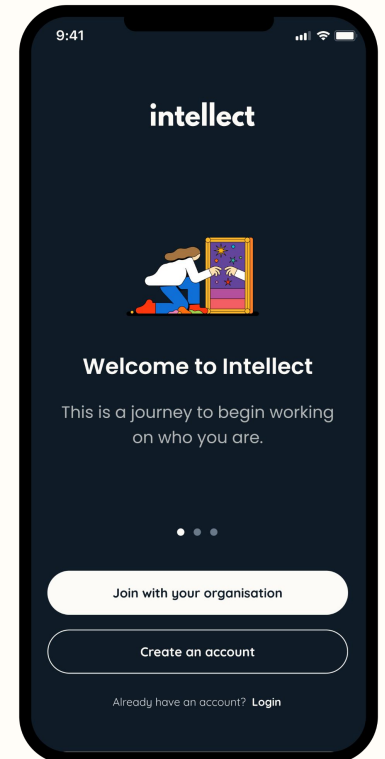 9:41
intellect
Welcome to Intellect
This is a journey to begin working
on who you are.
Join with your organisation
Create an account
Already have an account? Login